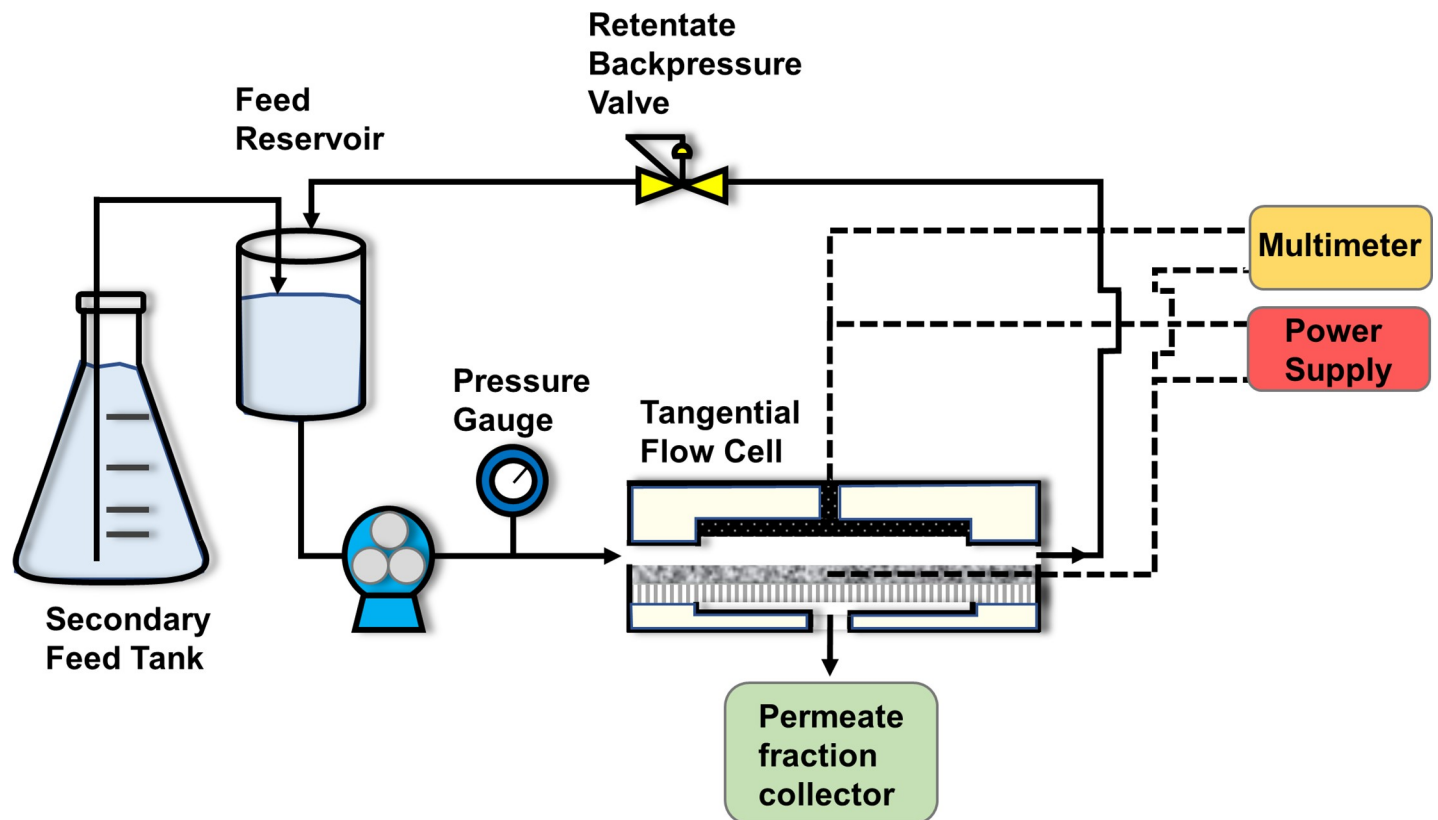 Retentate
Backpressure
Valve
Feed
Reservoir
Multimeter
Power
Supply
Pressure
Gauge
Tangential
Flow Cell
Secondary
Feed Tank
Permeate
fraction
collector